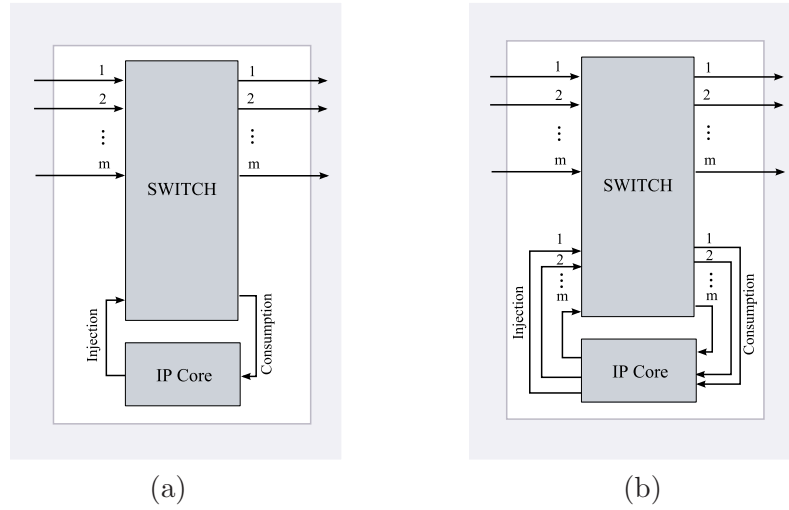 1 1
2 2
⋮ ⋮
m m
SWITCH
Injection
Consumption
IP Core
(a)
1 1
2 2
⋮ ⋮
m m
SWITCH
1 1
2 2
⋮ ⋮
m m
Injection
Consumption
IP Core
(b)